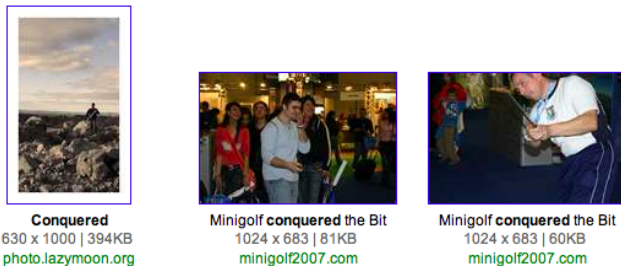 Conquered
630 x 1000 | 394KB
photo.lazymoon.org
Minigolf conquered the Bit
1024 x 683 | 81KB
minigolf2007.com
Minigolf conquered the Bit
1024 x 683 | 60KB
minigolf2007.com